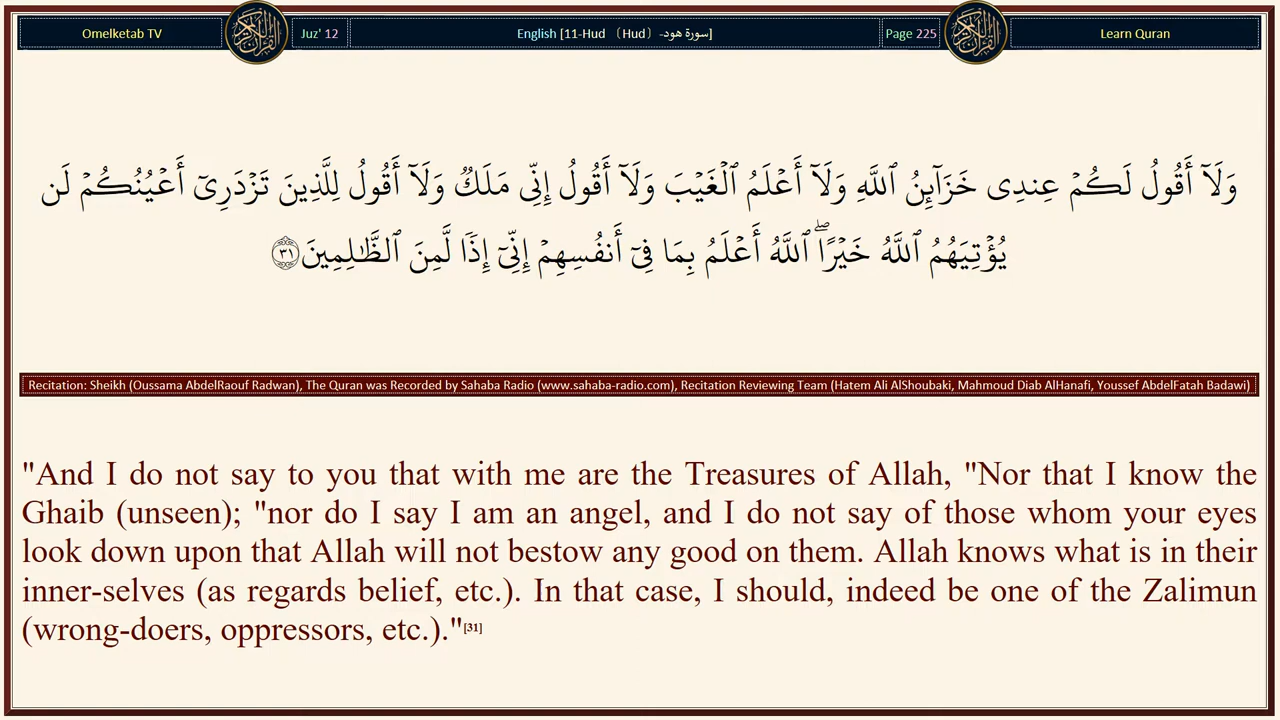 Omelketab TV
Juz' 12
English [11-Hud 〔Hud〕-سورة هود]
Page 225
Learn Quran
وَلَآ أَقُولُ لَكُمۡ عِندِي خَزَآئِنُ ٱللَّهِ وَلَآ أَعۡلَمُ ٱلۡغَيۡبَ وَلَآ أَقُولُ إِنِّي مَلَكٞ وَلَآ أَقُولُ لِلَّذِينَ تَزۡدَرِيٓ أَعۡيُنُكُمۡ لَن
يُؤۡتِيَهُمُ ٱللَّهُ خَيۡرًاۖ ٱللَّهُ أَعۡلَمُ بِمَا فِيٓ أَنفُسِهِمۡ إِنِّيٓ إِذٗا لَّمِنَ ٱلظَّٰلِمِينَ ٣١
Recitation: Sheikh (Oussama AbdelRaouf Radwan), The Quran was Recorded by Sahaba Radio (www.sahaba-radio.com), Recitation Reviewing Team (Hatem Ali AlShoubaki, Mahmoud Diab AlHanafi, Youssef AbdelFatah Badawi)
"And I do not say to you that with me are the Treasures of Allah, "Nor that I know the
Ghaib (unseen); "nor do I say I am an angel, and I do not say of those whom your eyes
look down upon that Allah will not bestow any good on them. Allah knows what is in their
inner-selves (as regards belief, etc.). In that case, I should, indeed be one of the Zalimun
(wrong-doers, oppressors, etc.)."[31]